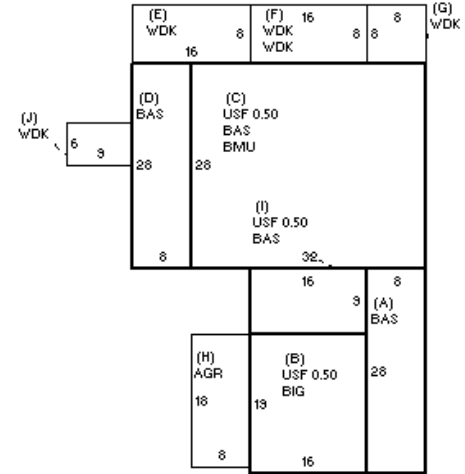 (E)
WDK
8
16
(F)
16
WDK
WDK
8
8
8
(G)
WDK
(J)
WDK
6
9
(D)
BAS
28
8
(C)
USF 0.50
BAS
BMU
28
(I)
USF 0.50
BAS
32
16
9
8
(A)
BAS
28
(H)
AGR
18
8
(B)
USF 0.50
BIG
19
16